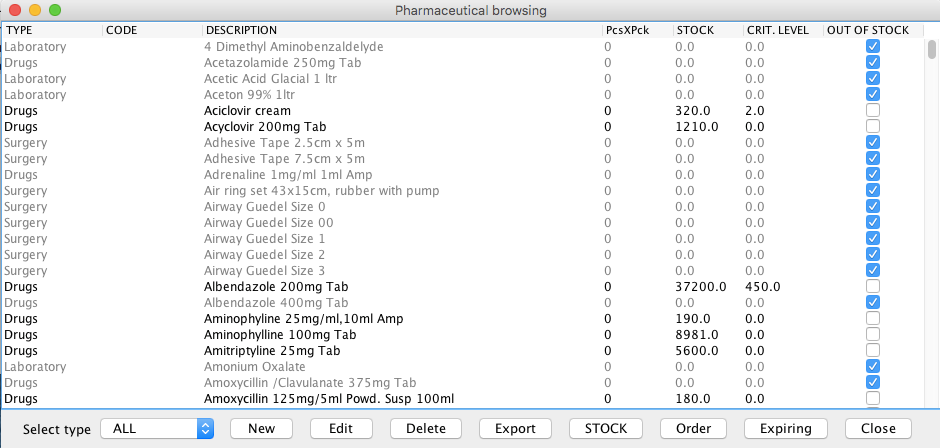 Pharmaceutical browsing
TYPE CODE DESCRIPTION PcsXPck STOCK CRIT. LEVEL OUT OF STOCK
Laboratory 4 Dimethyl Aminobenzaldelyde 0 0.0 0.0
Drugs Acetazolamide 250mg Tab 0 0.0 0.0
Laboratory Acetic Acid Glacial 1 ltr 0 0.0 0.0
Laboratory Aceton 99% 1ltr 0 0.0 0.0
Drugs Aciclovir cream 0 320.0 2.0
Drugs Acyclovir 200mg Tab 0 1210.0 0.0
Surgery Adhesive Tape 2.5cm x 5m 0 0.0 0.0
Surgery Adhesive Tape 7.5cm x 5m 0 0.0 0.0
Drugs Adrenaline 1mg/ml 1ml Amp 0 0.0 0.0
Surgery Air ring set 43x15cm, rubber with pump 0 0.0 0.0
Surgery Airway Guedel Size 0 0 0.0 0.0
Surgery Airway Guedel Size 00 0 0.0 0.0
Surgery Airway Guedel Size 1 0 0.0 0.0
Surgery Airway Guedel Size 2 0 0.0 0.0
Surgery Airway Guedel Size 3 0 0.0 0.0
Drugs Albendazole 200mg Tab 0 37200.0 450.0
Drugs Albendazole 400mg Tab 0 0.0 0.0
Drugs Aminophyline 25mg/ml,10ml Amp 0 190.0 0.0
Drugs Aminophylline 100mg Tab 0 8981.0 0.0
Drugs Amitriptyline 25mg Tab 0 5600.0 0.0
Laboratory Amonium Oxalate 0 0.0 0.0
Drugs Amoxycillin /Clavulanate 375mg Tab 0 0.0 0.0
Drugs Amoxycillin 125mg/5ml Powd. Susp 100ml 0 180.0 0.0
Select type ALL New Edit Delete Export STOCK Order Expiring Close